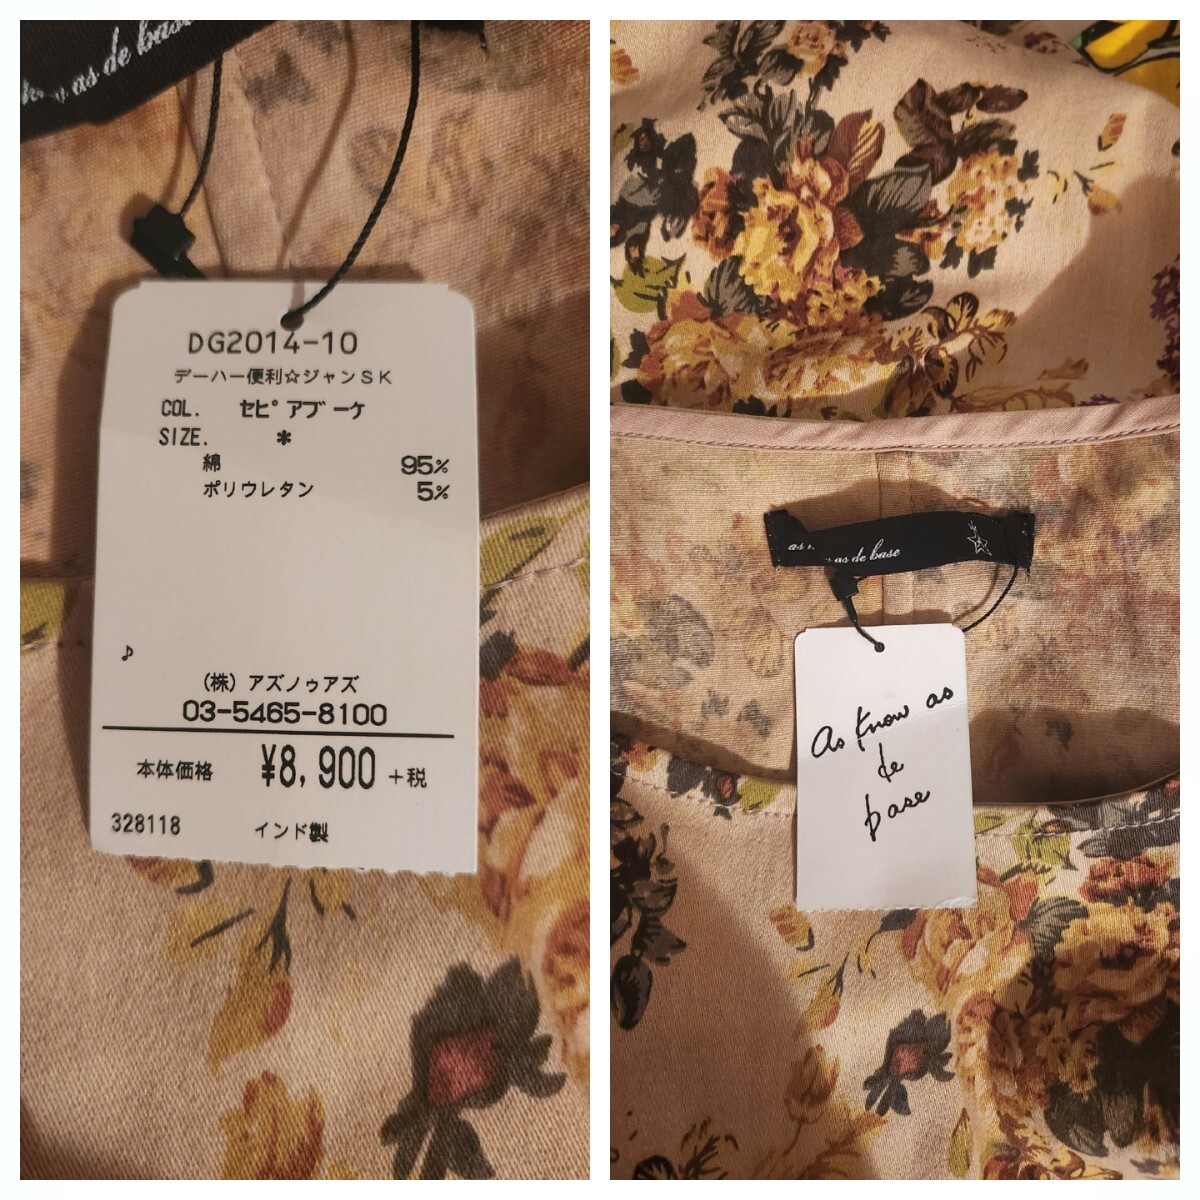 as de base
DG2014-10
デーハー便利☆ジャンSK
COL. セピアブーケ
SIZE. *
綿 95%
ポリウレタン 5%
♪
(株) アズノゥアズ
03-5465-8100
本体価格 ¥8,900 +税
328118 インド製
as as de base
As know as
de
base